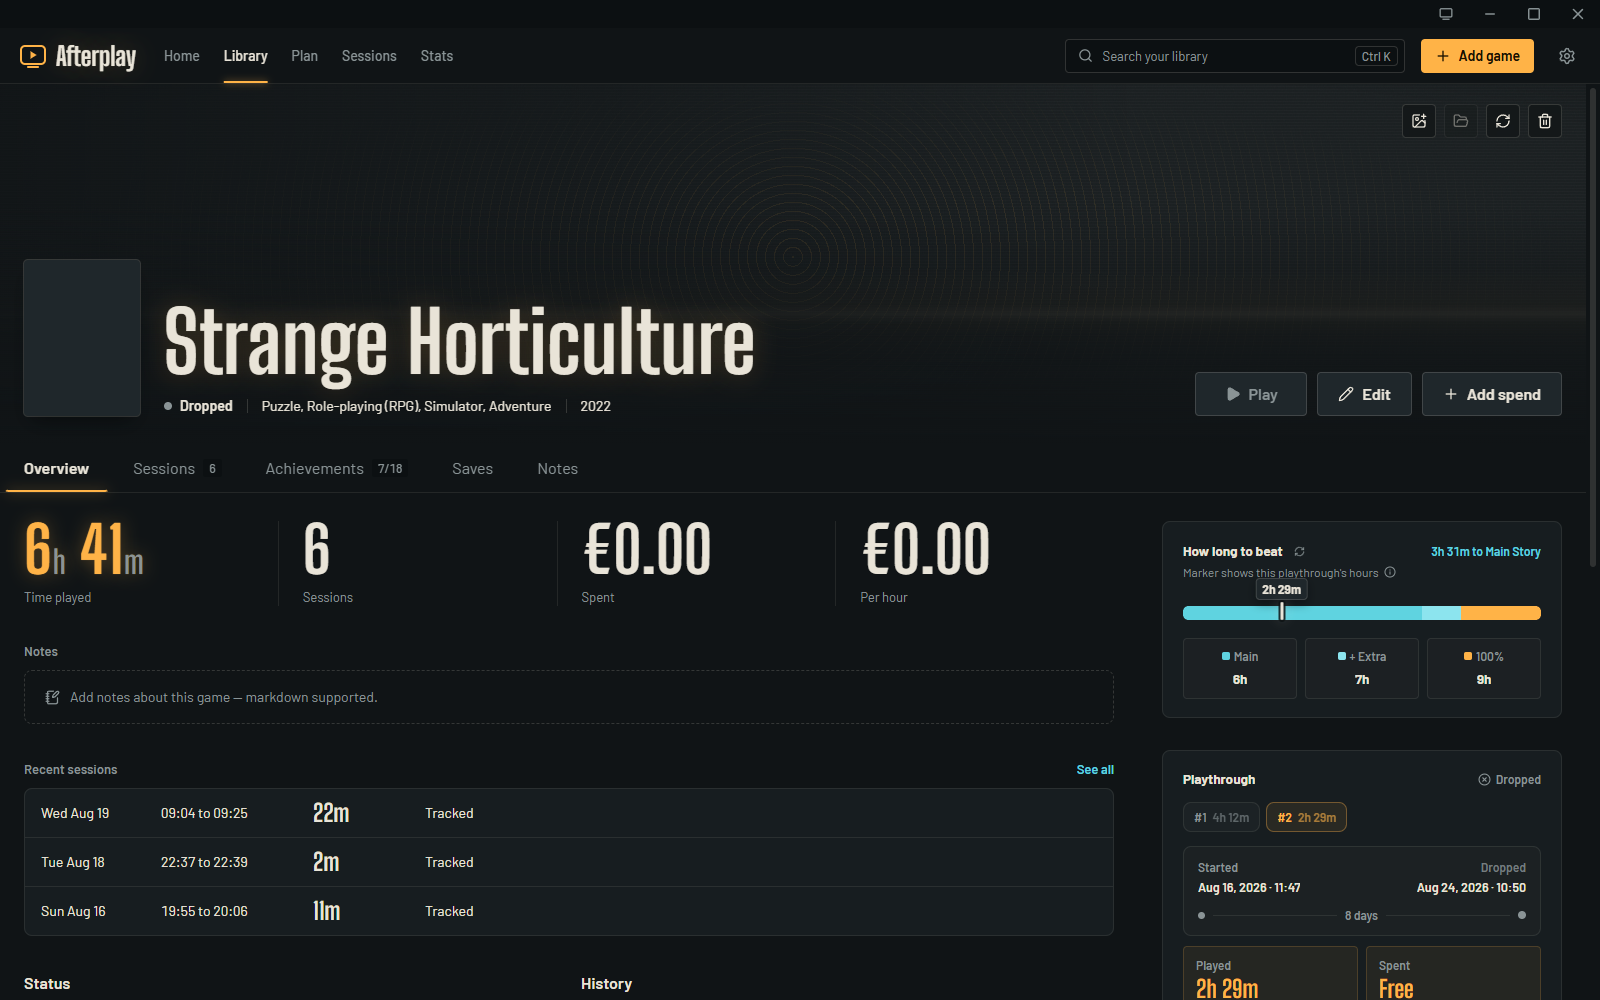 Afterplay
Home
Library
Plan
Sessions
Stats
Search your library
Ctrl K
+ Add game
Strange Horticulture
Dropped
Puzzle, Role-playing (RPG), Simulator, Adventure
2022
Play
Edit
+ Add spend
Overview
Sessions 6
Achievements 7/18
Saves
Notes
6h 41m
Time played
6
Sessions
€0.00
Spent
€0.00
Per hour
How long to beat
3h 31m to Main Story
Marker shows this playthrough's hours
2h 29m
Main
6h
+ Extra
7h
100%
9h
Notes
Add notes about this game — markdown supported.
Recent sessions
See all
Wed Aug 19 09:04 to 09:25 22m Tracked
Tue Aug 18 22:37 to 22:39 2m Tracked
Sun Aug 16 19:55 to 20:06 11m Tracked
Playthrough
Dropped
#1 4h 12m
#2 2h 29m
Started
Dropped
Aug 16, 2026 · 11:47
Aug 24, 2026 · 10:50
8 days
Played
2h 29m
Spent
Free
Status
History